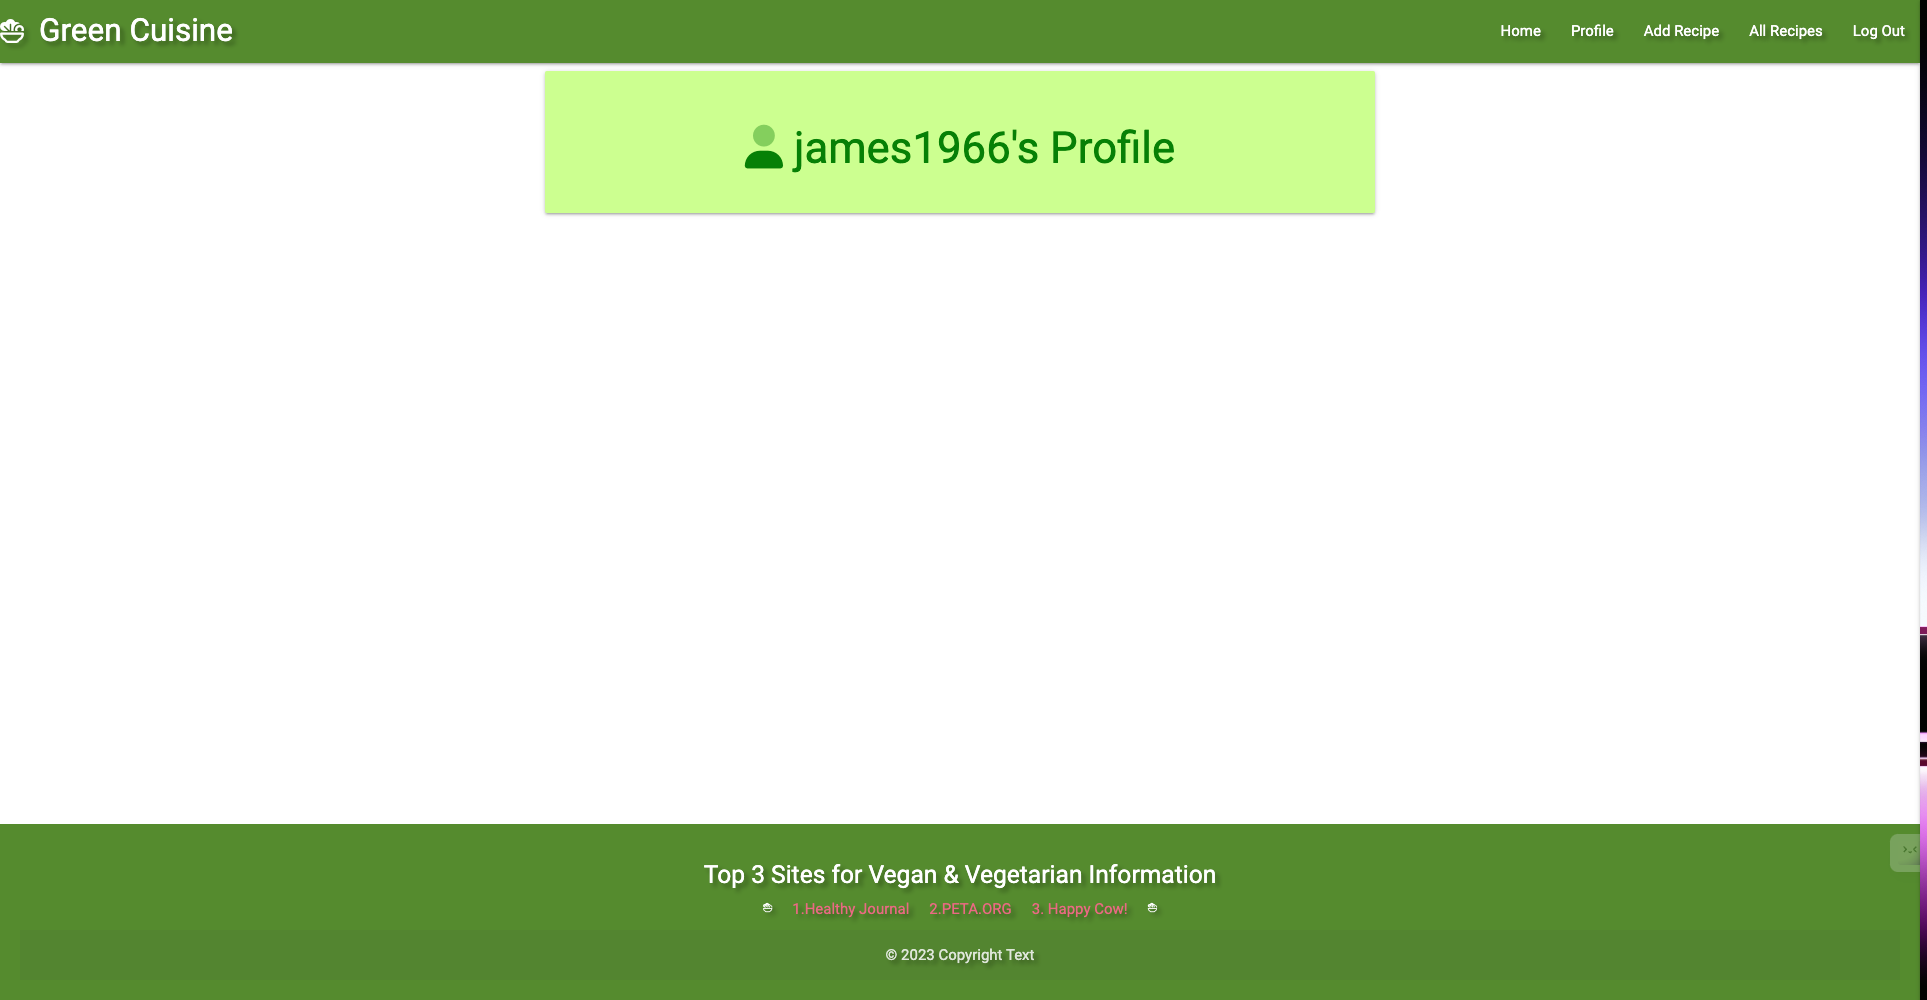 Green Cuisine
Home Profile Add Recipe All Recipes Log Out
james1966's Profile
Top 3 Sites for Vegan & Vegetarian Information
1.Healthy Journal 2.PETA.ORG 3. Happy Cow!
© 2023 Copyright Text